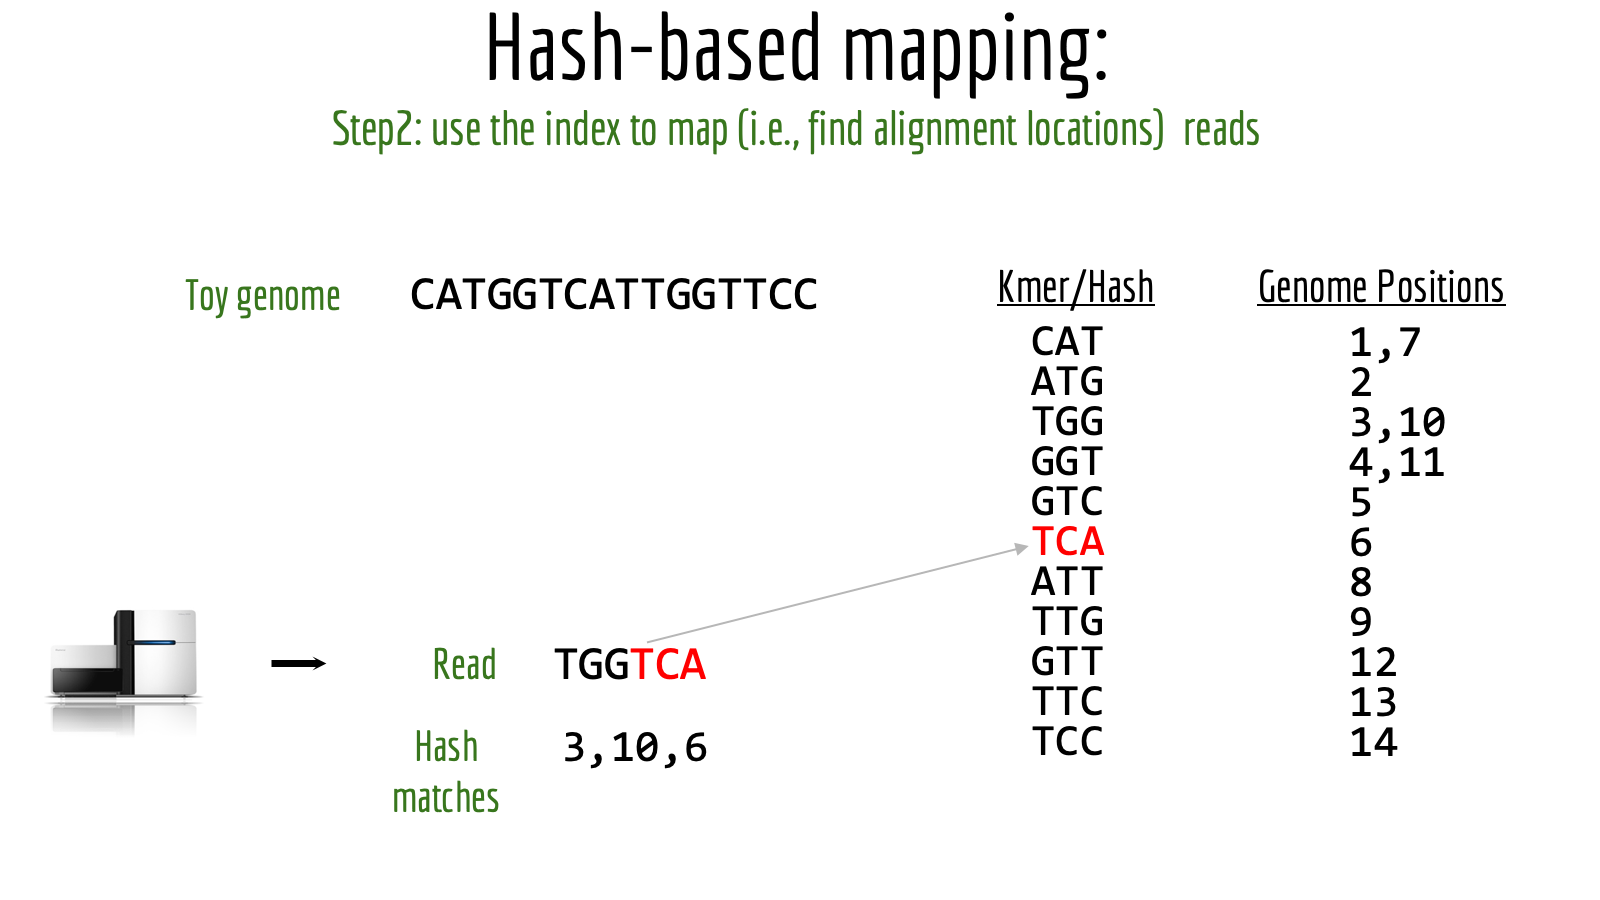 Hash-based mapping:
Step2: use the index to map (i.e., find alignment locations) reads
Toy genome
CATGGTCATTGGTTCC
Kmer/Hash
Genome Positions
CAT 1,7
ATG 2
TGG 3,10
GGT 4,11
GTC 5
TCA 6
ATT 8
TTG 9
GTT 12
TTC 13
TCC 14
Read TGGTCA
Hash
matches
3,10,6